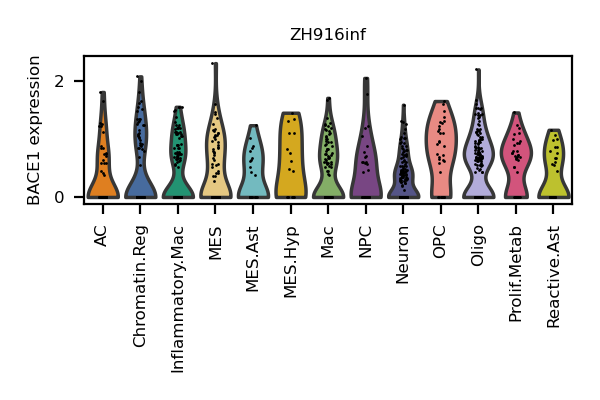 ZH916inf
BACE1 expression
2
0
AC
Chromatin.Reg
Inflammatory.Mac
MES
MES.Ast
MES.Hyp
Mac
NPC
Neuron
OPC
Oligo
Prolif.Metab
Reactive.Ast